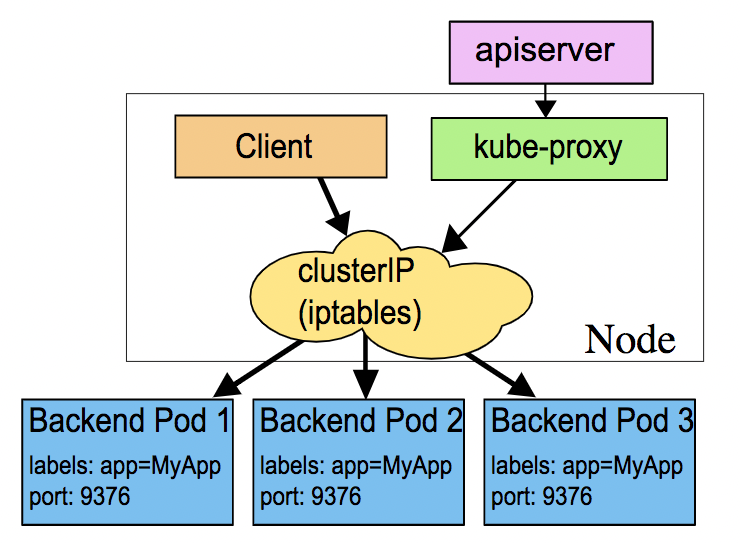 apiserver
Client
kube-proxy
clusterIP
(iptables)
Node
Backend Pod 1
labels: app=MyApp
port: 9376
Backend Pod 2
labels: app=MyApp
port: 9376
Backend Pod 3
labels: app=MyApp
port: 9376